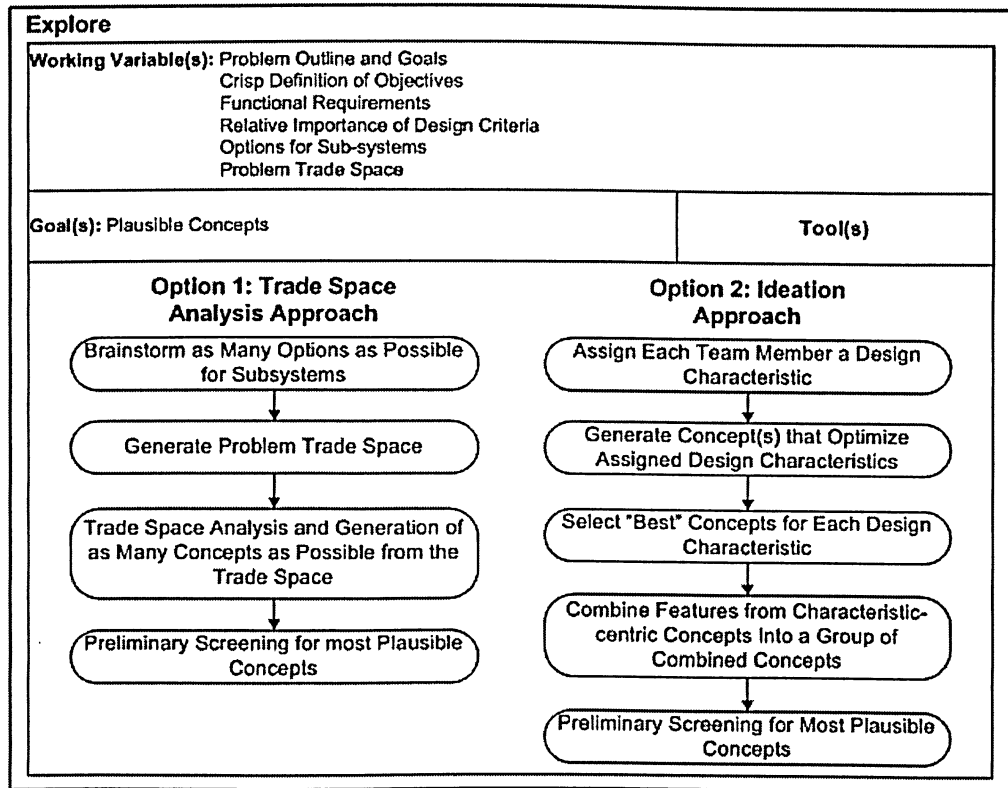 Explore
Working Variable(s): Problem Outline and Goals
Crisp Definition of Objectives
Functional Requirements
Relative Importance of Design Criteria
Options for Sub-systems
Problem Trade Space
Goal(s): Plausible Concepts
Tool(s)
Option 1: Trade Space
Analysis Approach
Brainstorm as Many Options as Possible
for Subsystems
Generate Problem Trade Space
Trade Space Analysis and Generation of
as Many Concepts as Possible from the
Trade Space
Preliminary Screening for most Plausible
Concepts
Option 2: Ideation
Approach
Assign Each Team Member a Design
Characteristic
Generate Concept(s) that Optimize
Assigned Design Characteristics
Select "Best" Concepts for Each Design
Characteristic
Combine Features from Characteristic-
centric Concepts Into a Group of
Combined Concepts
Preliminary Screening for Most Plausible
Concepts